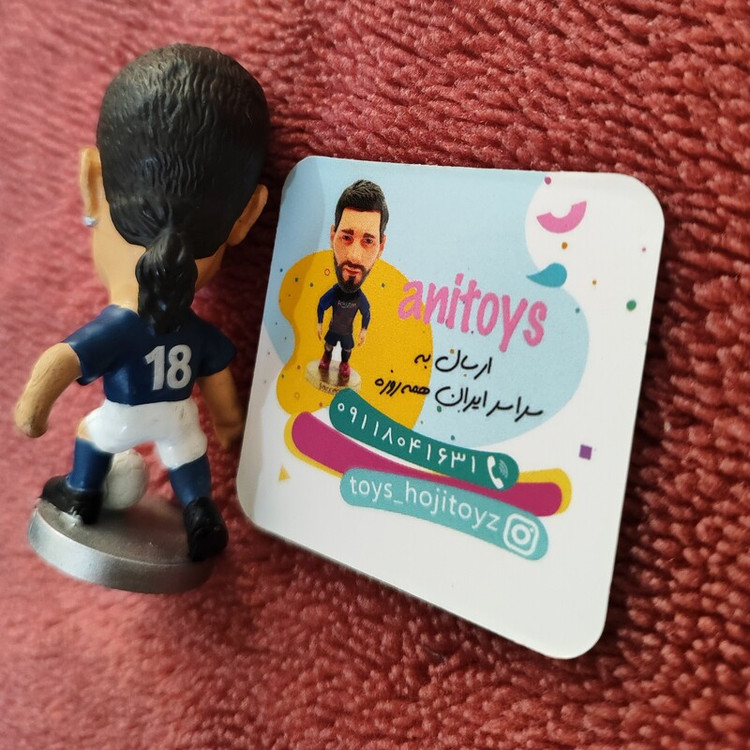 18
anitoys
ارسال به
سراسر ایران همه روزه
۰۹۱۱۸۰۴۱۶۳۱
toys_hojitoyz